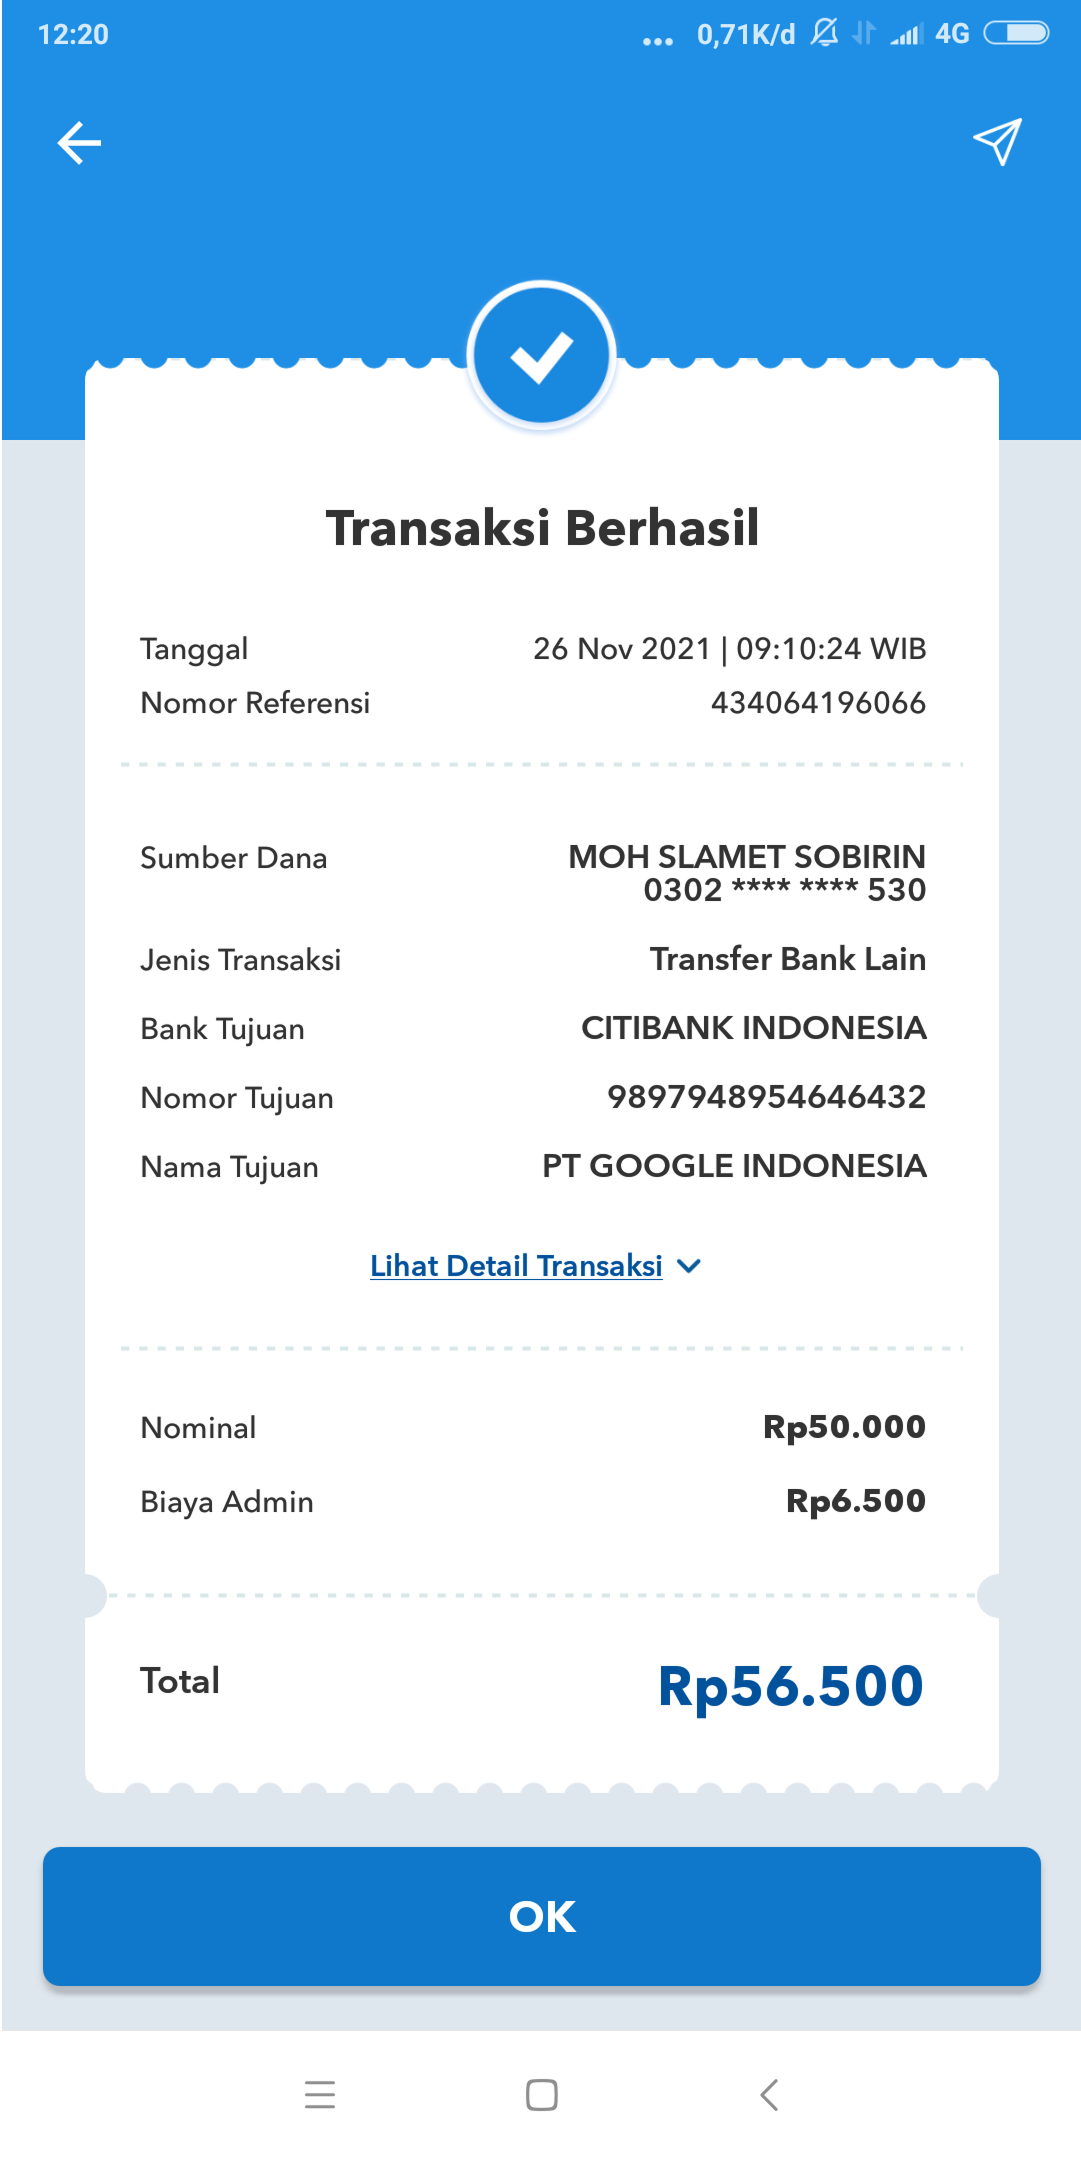 12:20
... 0,71K/d 4G
Transaksi Berhasil
Tanggal 26 Nov 2021 | 09:10:24 WIB
Nomor Referensi 434064196066
Sumber Dana MOH SLAMET SOBIRIN
0302 **** **** 530
Jenis Transaksi Transfer Bank Lain
Bank Tujuan CITIBANK INDONESIA
Nomor Tujuan 9897948954646432
Nama Tujuan PT GOOGLE INDONESIA
Lihat Detail Transaksi
Nominal Rp50.000
Biaya Admin Rp6.500
Total Rp56.500
OK